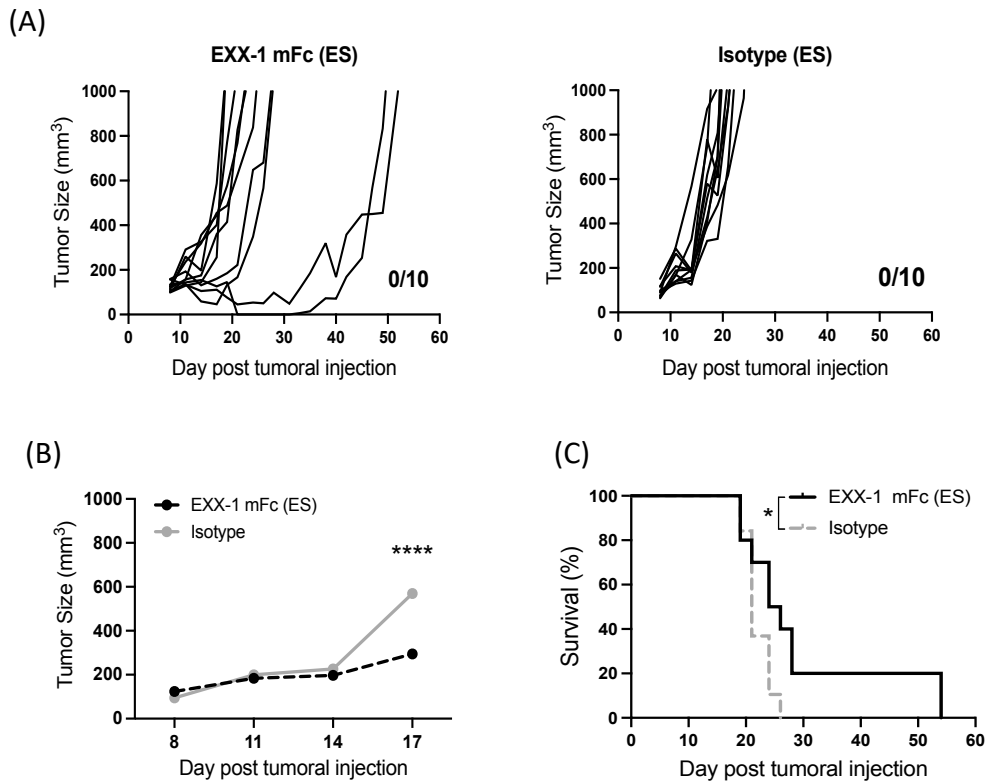 (A)
EXX-1 mFc (ES)
Tumor Size (mm³)
1000
800
600
400
200
0
0/10
0 10 20 30 40 50 60
Day post tumoral injection
Isotype (ES)
Tumor Size (mm³)
1000
800
600
400
200
0
0/10
0 10 20 30 40 50 60
Day post tumoral injection
(B)
Tumor Size (mm³)
1000
800
600
400
200
0
EXX-1 mFc (ES)
Isotype
****
8 11 14 17
Day post tumoral injection
(C)
Survival (%)
100
80
60
40
20
0
* EXX-1 mFc (ES)
Isotype
0 10 20 30 40 50 60
Day post tumoral injection